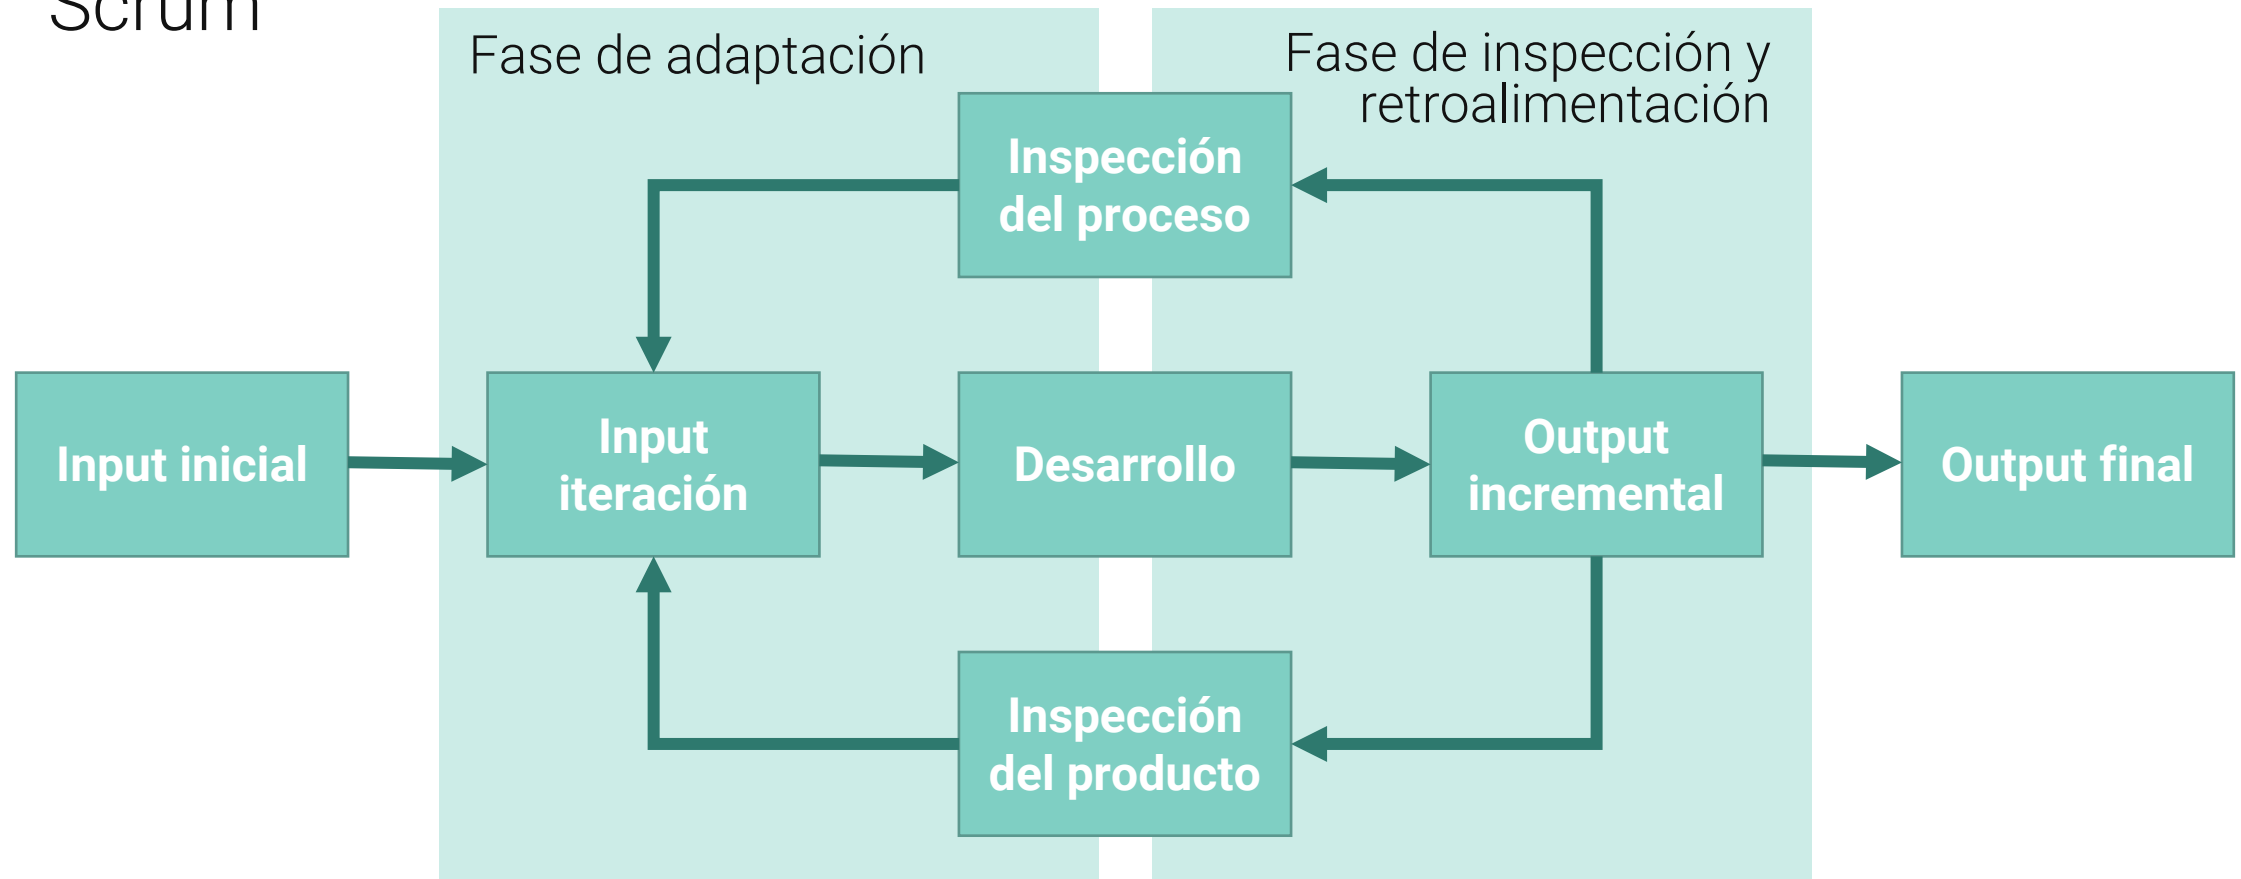 Scrum
Fase de adaptación
Fase de inspección y
retroalimentación
Inspección
del proceso
Input inicial
Input
iteración
Desarrollo
Output
incremental
Output final
Inspección
del producto